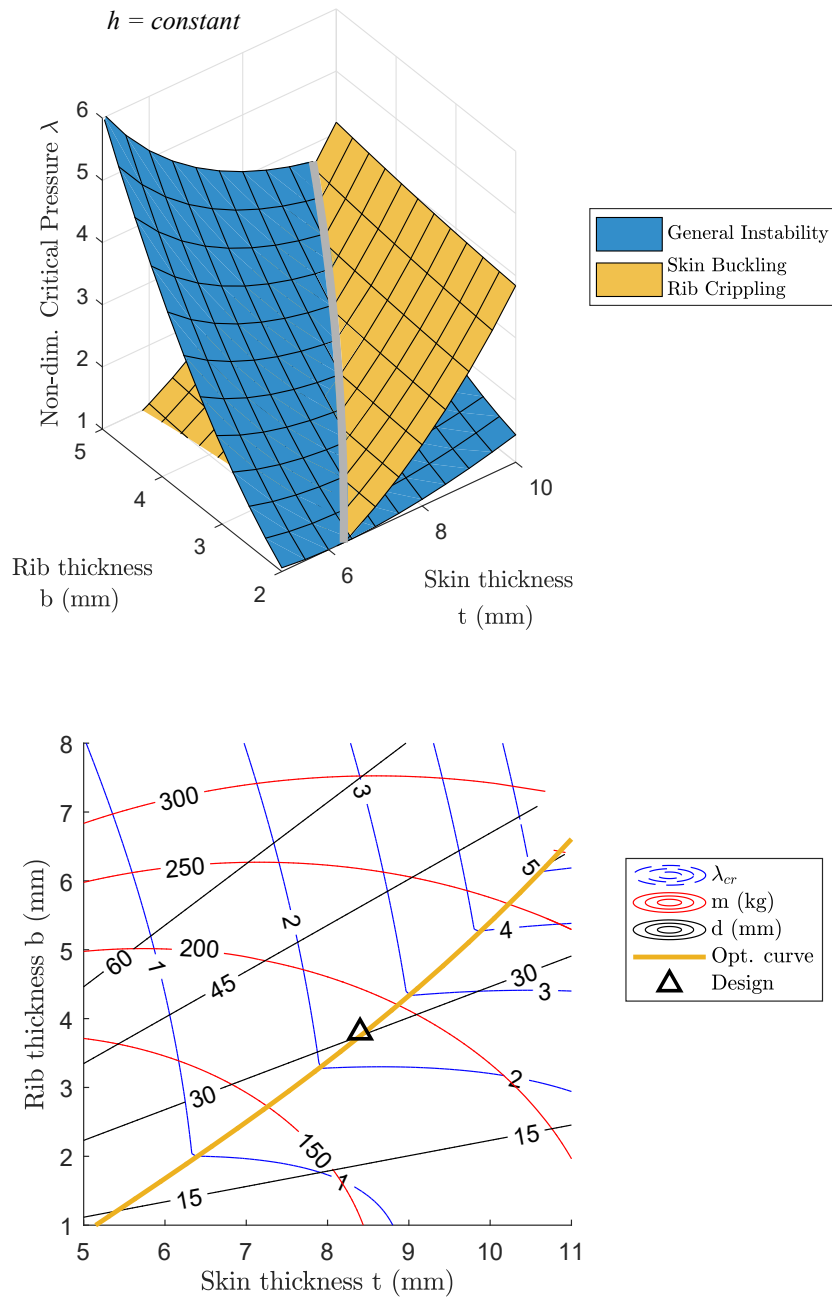 h = constant
6
5
4
3
2
1
Non-dim. Critical Pressure λ
5
4
3
2
Rib thickness
b (mm)
6
8
10
Skin thickness
t (mm)
General Instability
Skin Buckling
Rib Crippling
8
7
6
5
4
3
2
1
Rib thickness b (mm)
300
250
200
150
60
45
30
30
15
15
1
2
3
5
4
3
2
1
5
6
7
8
9
10
11
Skin thickness t (mm)
λcr
m (kg)
d (mm)
Opt. curve
Design